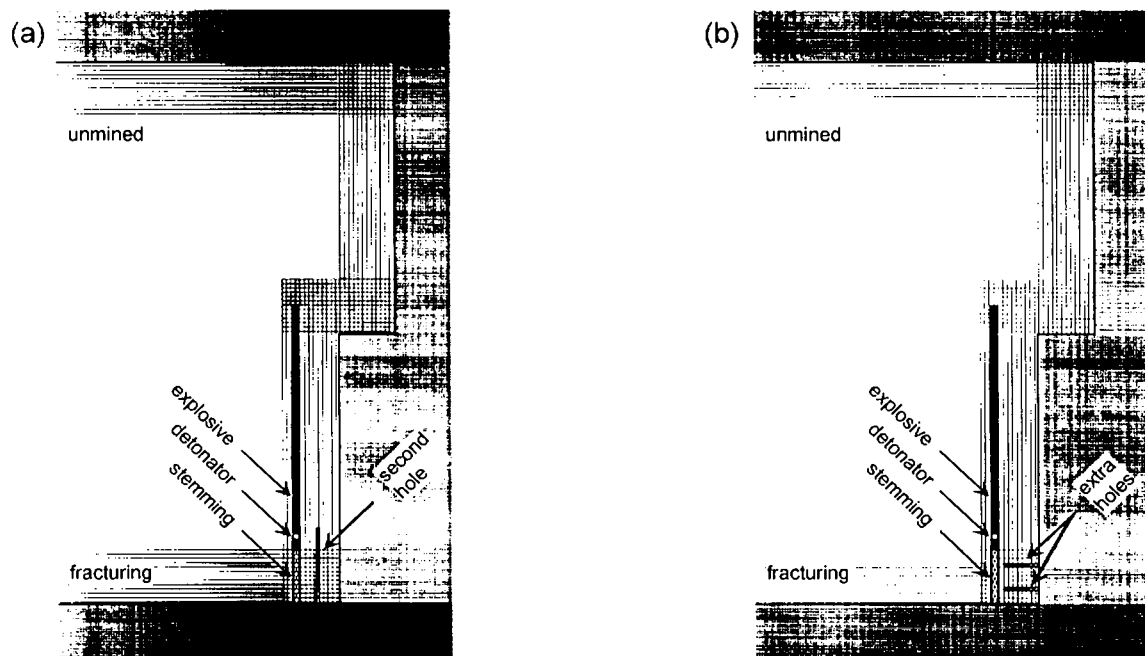 (a)
unmined
explosive
detonator
stemming
second
hole
fracturing
(b)
unmined
explosive
detonator
stemming
extra
holes
fracturing